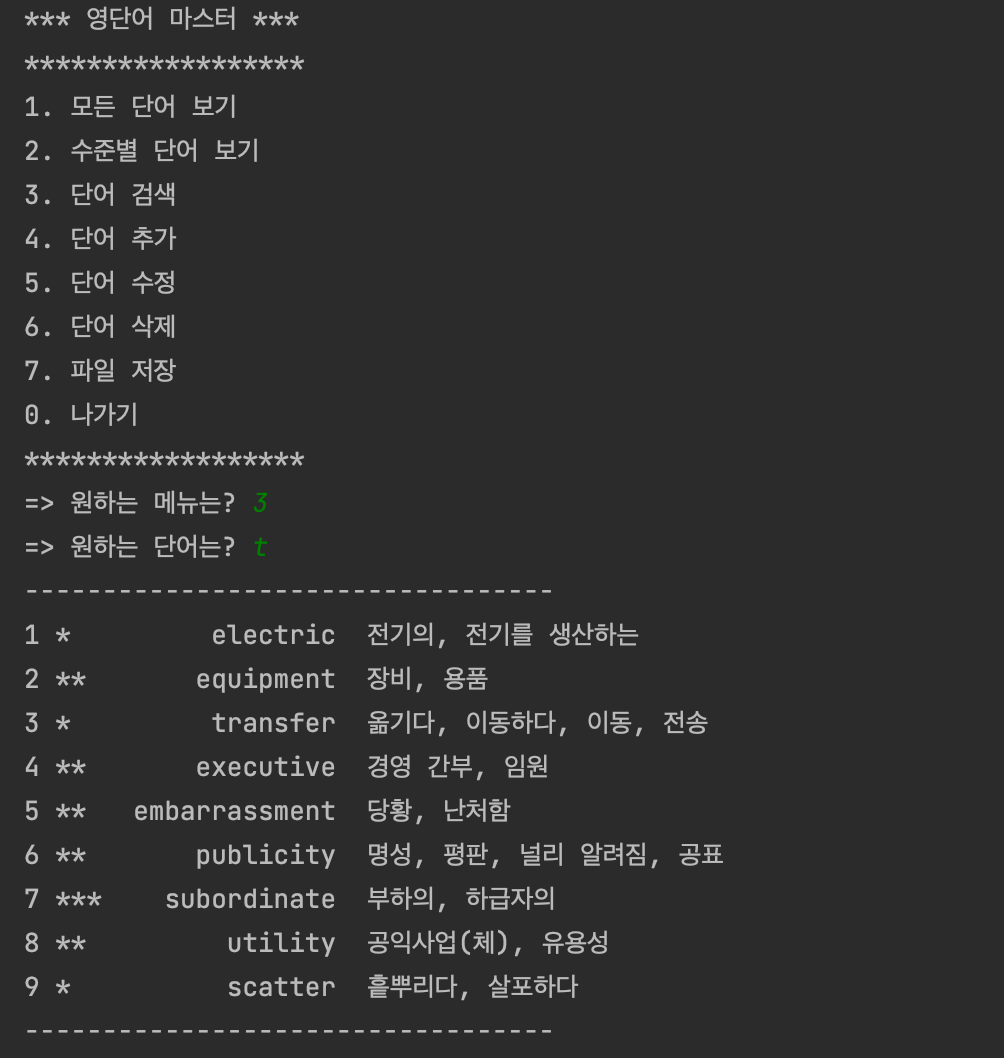 *** 영단어 마스터 ***
******************
1. 모든 단어 보기
2. 수준별 단어 보기
3. 단어 검색
4. 단어 추가
5. 단어 수정
6. 단어 삭제
7. 파일 저장
0. 나가기
******************
=> 원하는 메뉴는? 3
=> 원하는 단어는? t
----------------------------------
1 *         electric  전기의, 전기를 생산하는
2 **       equipment  장비, 용품
3 *         transfer  옮기다, 이동하다, 이동, 전송
4 **       executive  경영 간부, 임원
5 **   embarrassment  당황, 난처함
6 **       publicity  명성, 평판, 널리 알려짐, 공표
7 ***    subordinate  부하의, 하급자의
8 **         utility  공익사업(체), 유용성
9 *          scatter  흩뿌리다, 살포하다
----------------------------------